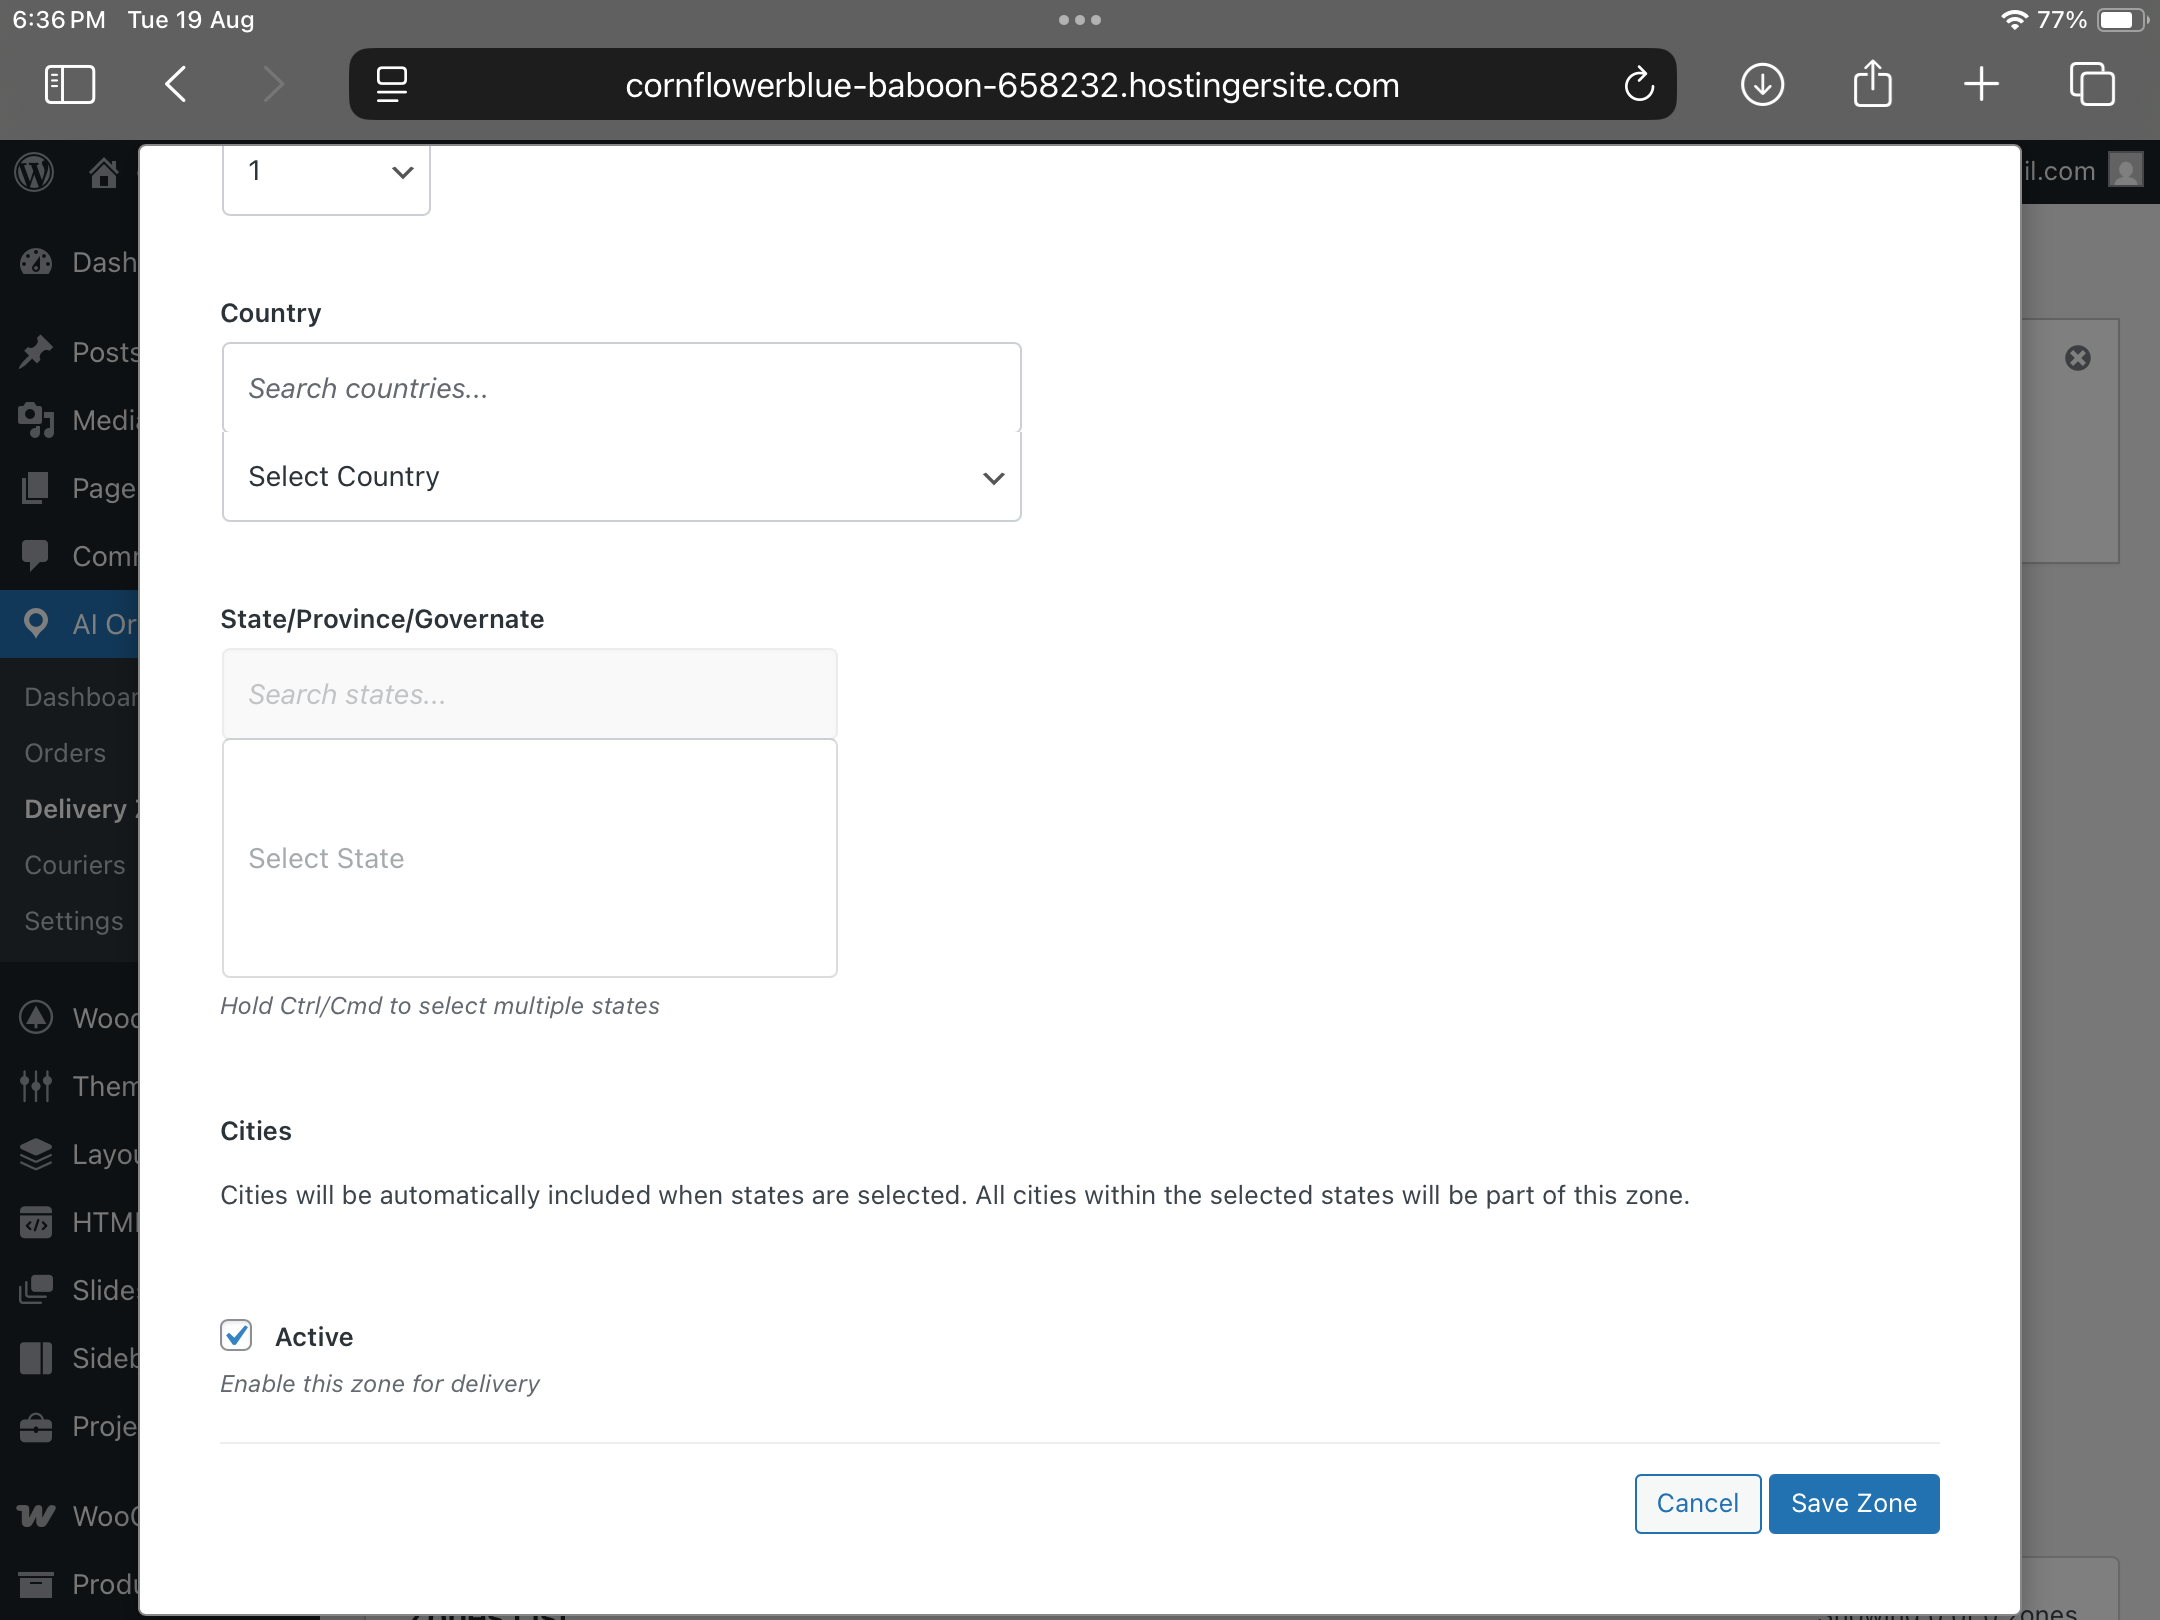 6:36 PM Tue 19 Aug
77%
cornflowerblue-baboon-658232.hostingersite.com
il.com
1
Dash
Posts
Medi
Page
Comr
AI Or
Dashboar
Orders
Delivery
Couriers
Settings
Wood
Them
Layou
HTM
Slide
Sideb
Proje
Woo
Produ
Country
Search countries...
Select Country
State/Province/Governate
Search states...
Select State
Hold Ctrl/Cmd to select multiple states
Cities
Cities will be automatically included when states are selected. All cities within the selected states will be part of this zone.
Active
Enable this zone for delivery
Cancel
Save Zone